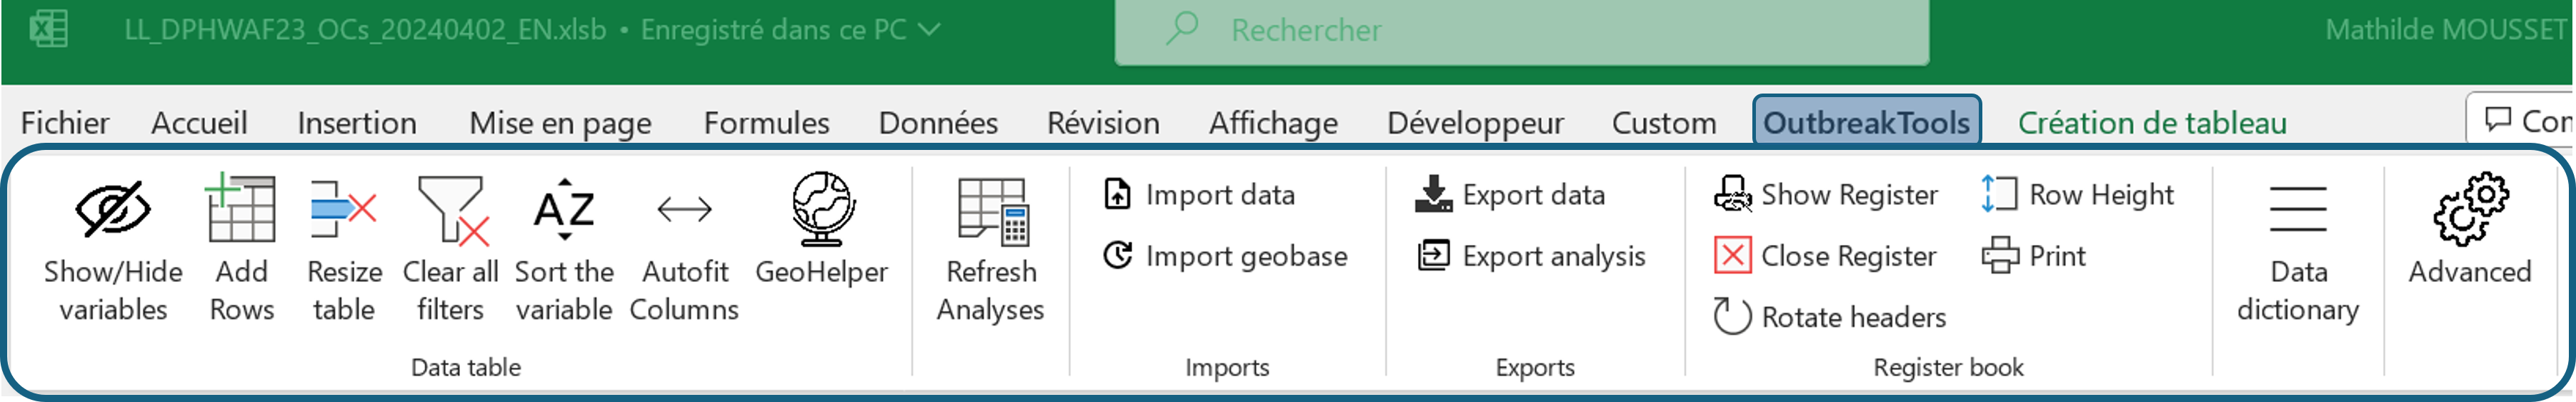 LL_DPHWAF23_OCs_20240402_EN.xlsb • Enregistré dans ce PC
Rechercher
Mathilde MOUSSET
Fichier Accueil Insertion Mise en page Formules Données Révision Affichage Développeur Custom OutbreakTools Création de tableau
Show/Hide
variables
Add
Rows
Resize
table
Clear all
filters
AZ
Sort the
variable
Autofit
Columns
GeoHelper
Data table
Refresh
Analyses
Import data
Import geobase
Imports
Export data
Export analysis
Exports
Show Register
Close Register
Rotate headers
Row Height
Print
Register book
Data
dictionary
Advanced